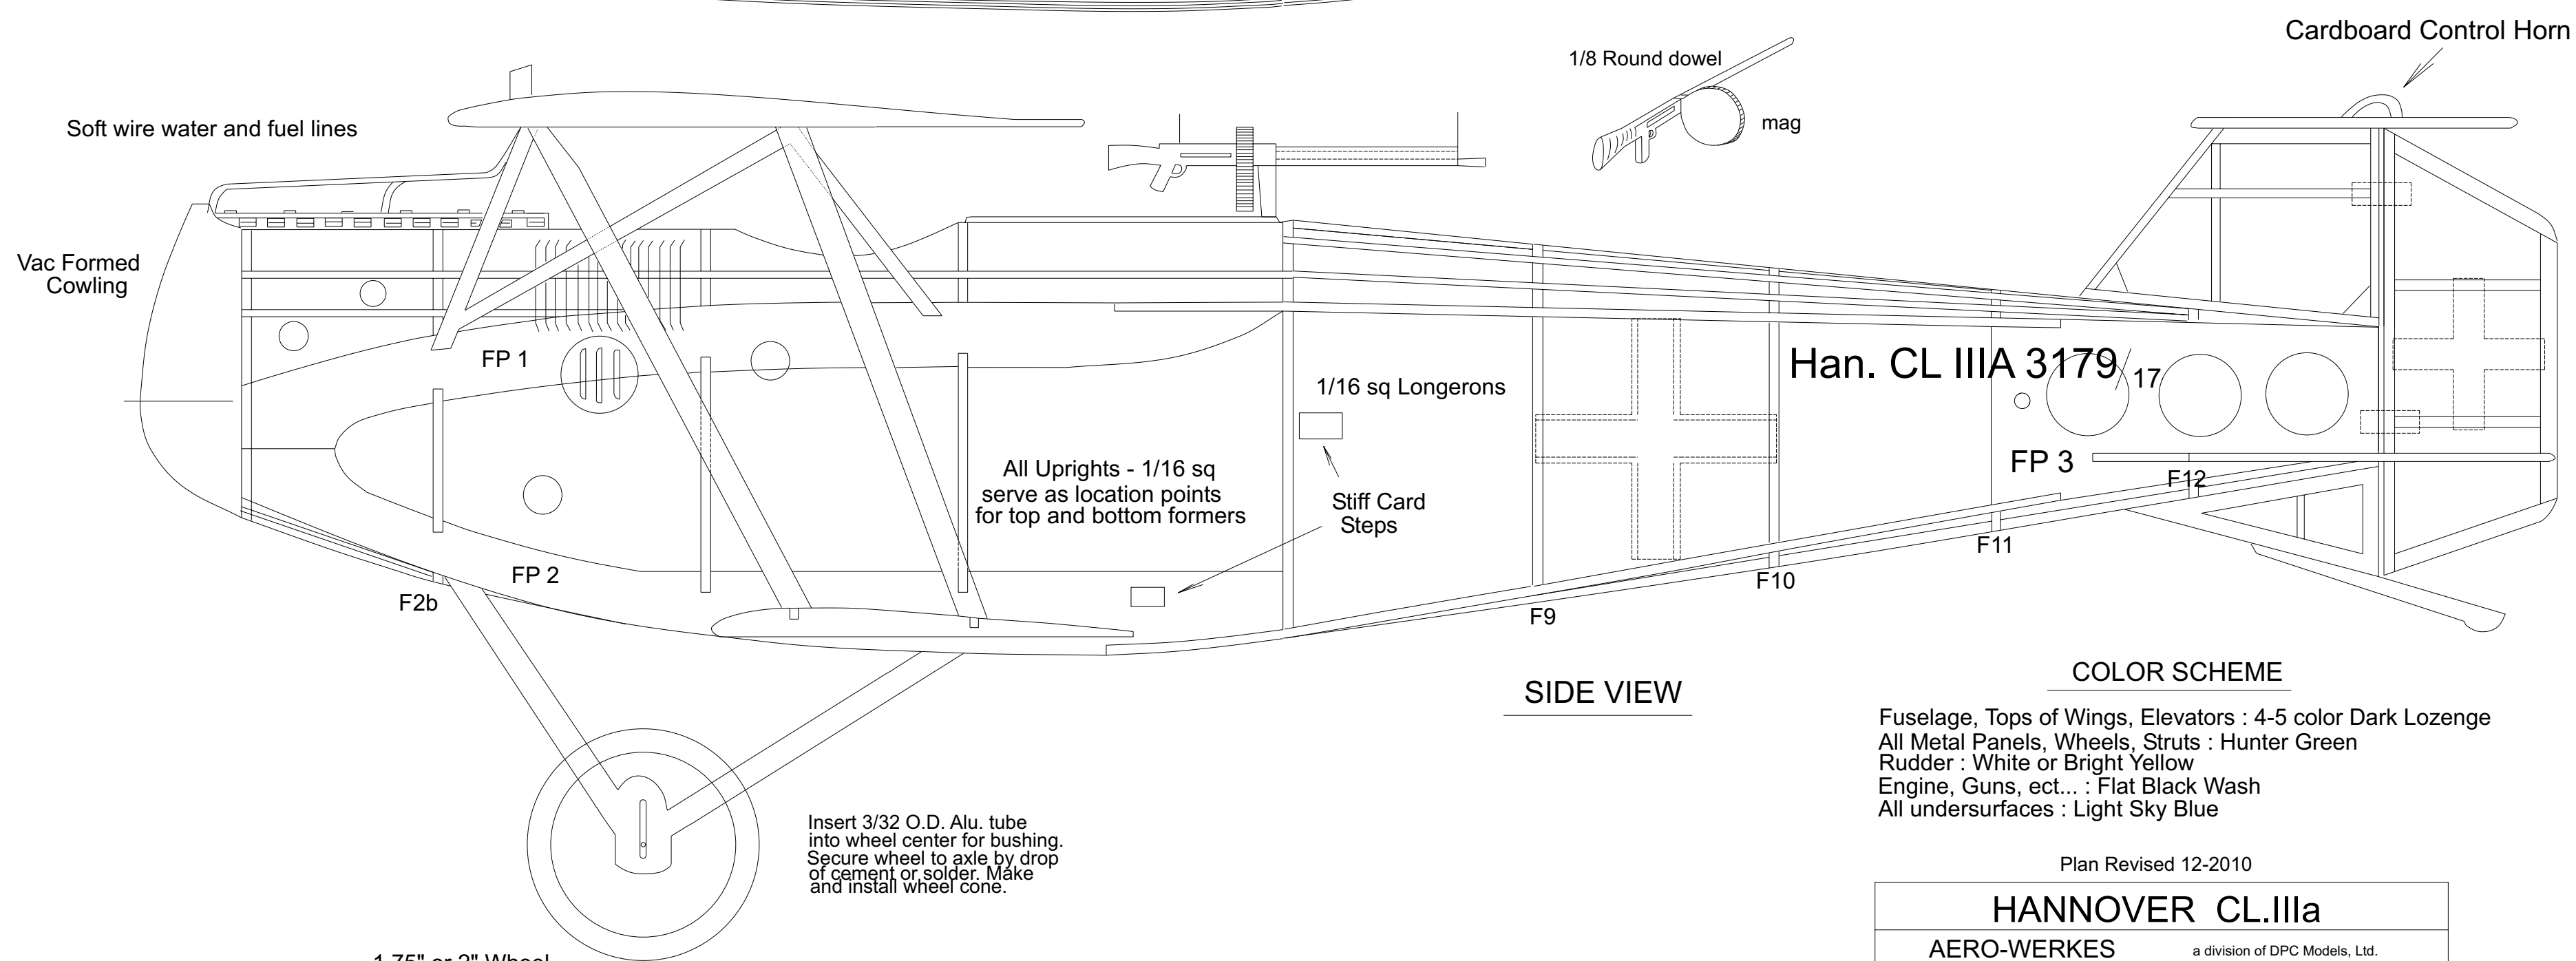 Cardboard Control Horn
1/8 Round dowel
mag
Soft wire water and fuel lines
Vac Formed
Cowling
FP 1
Han. CL IIIA 3179/17
1/16 sq Longerons
All Uprights - 1/16 sq
serve as location points
for top and bottom formers
Stiff Card
Steps
FP 3
F12
F11
F10
F9
FP 2
F2b
SIDE VIEW
COLOR SCHEME
Fuselage, Tops of Wings, Elevators : 4-5 color Dark Lozenge
All Metal Panels, Wheels, Struts : Hunter Green
Rudder : White or Bright Yellow
Engine, Guns, ect... : Flat Black Wash
All undersurfaces : Light Sky Blue
Insert 3/32 O.D. Alu. tube
into wheel center for bushing.
Secure wheel to axle by drop
of cement or solder. Make
and install wheel cone.
Plan Revised 12-2010
HANNOVER CL.IIIa
AERO-WERKES
a division of DPC Models, Ltd.
1.75" or 2" Wheel